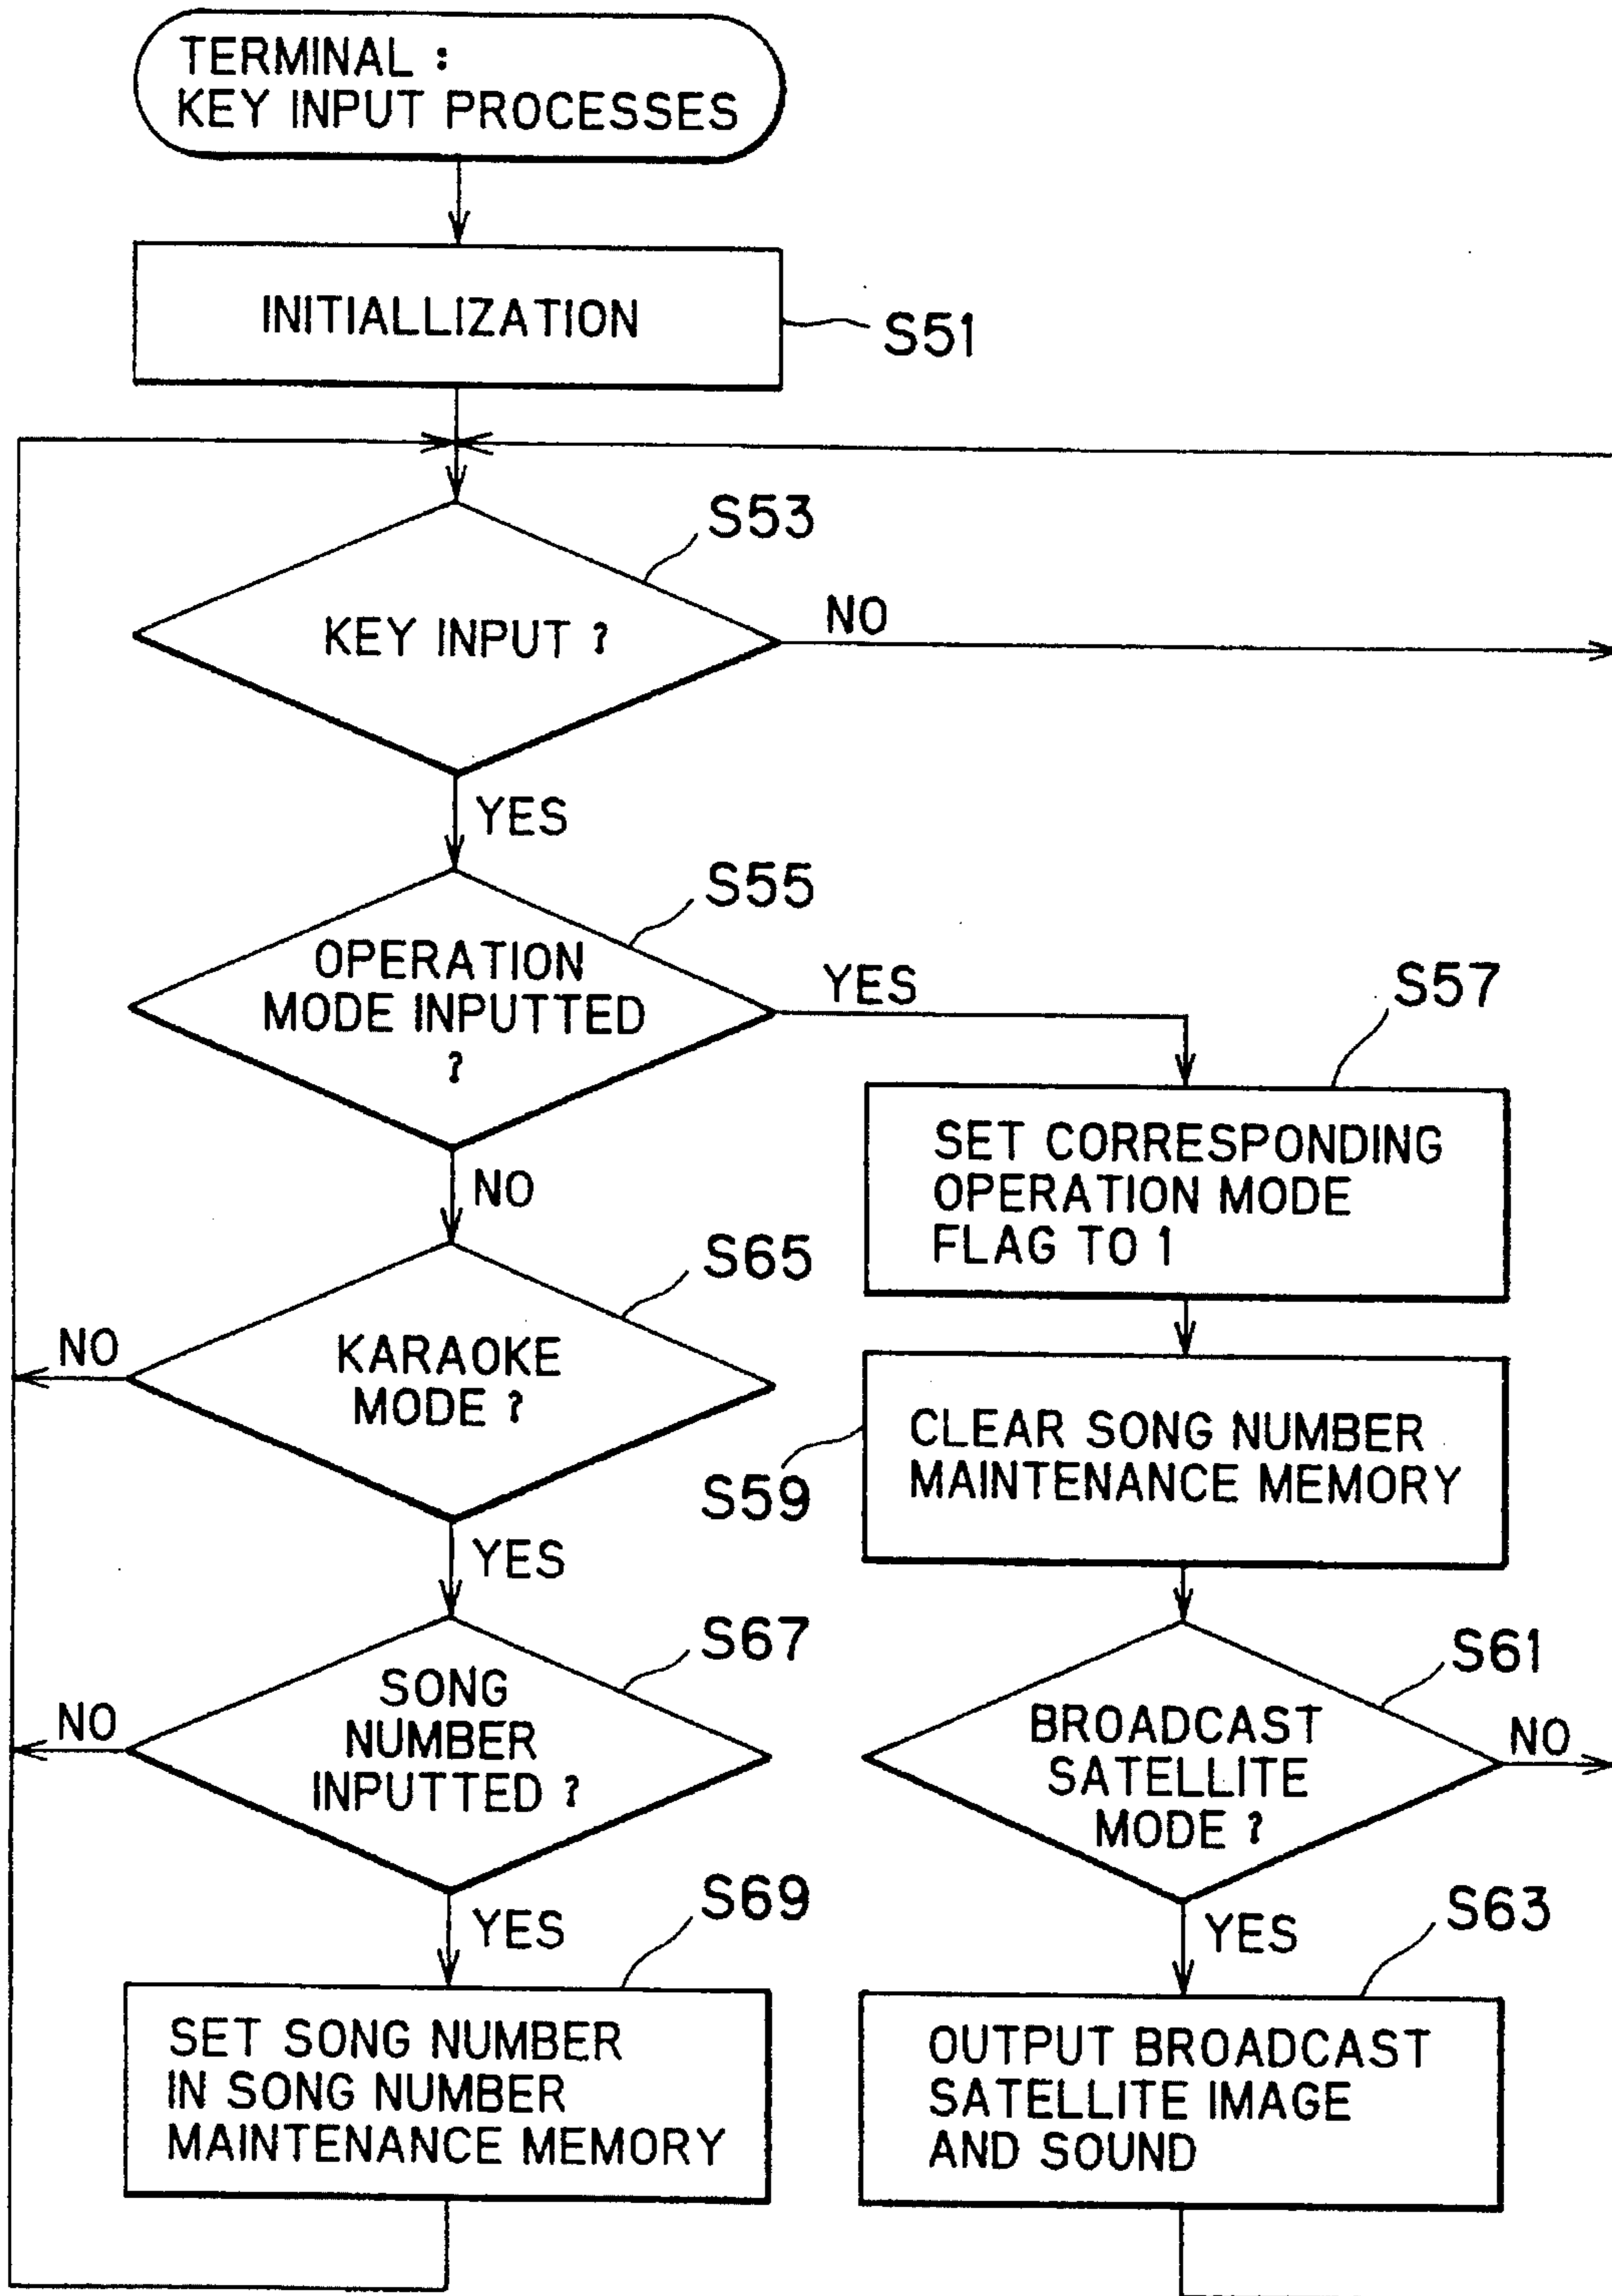 TERMINAL :
KEY INPUT PROCESSES
INITIALLIZATION
S51
S53
KEY INPUT ?
NO
YES
S55
OPERATION
MODE INPUTTED
?
YES
NO
S57
SET CORRESPONDING
OPERATION MODE
FLAG TO 1
S65
KARAOKE
MODE ?
NO
YES
S59
CLEAR SONG NUMBER
MAINTENANCE MEMORY
S67
SONG
NUMBER
INPUTTED ?
NO
YES
S61
BROADCAST
SATELLITE
MODE ?
NO
YES
S69
SET SONG NUMBER
IN SONG NUMBER
MAINTENANCE MEMORY
S63
OUTPUT BROADCAST
SATELLITE IMAGE
AND SOUND